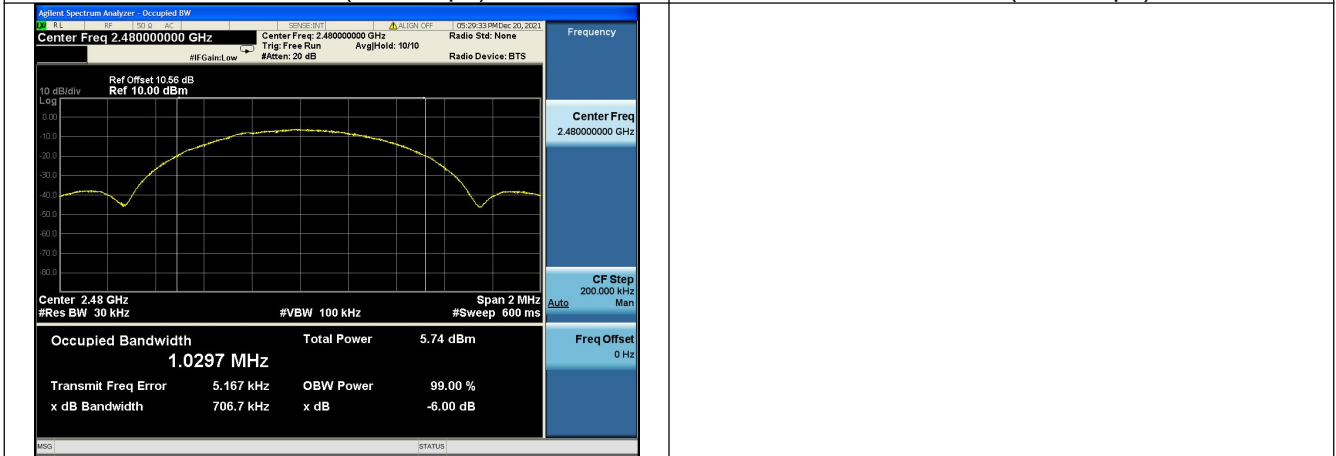 Agilent Spectrum Analyzer - Occupied BW
RL RF 50 Ω AC SENSE:INT ALIGN OFF 05:29:33 PM Dec 20, 2021
Center Freq 2.480000000 GHz Center Freq: 2.480000000 GHz Radio Std: None Frequency
Trig: Free Run Avg|Hold: 10/10
#IFGain:Low #Atten: 20 dB Radio Device: BTS
Ref Offset 10.56 dB
10 dB/div Ref 10.00 dBm
Log
0.00
-10.0
-20.0
-30.0
-40.0
-50.0
-60.0
-70.0
-80.0
Center Freq
2.480000000 GHz
CF Step
200.000 kHz
Auto Man
Center 2.48 GHz Span 2 MHz
#Res BW 30 kHz #VBW 100 kHz #Sweep 600 ms
Freq Offset
0 Hz
Occupied Bandwidth Total Power 5.74 dBm
1.0297 MHz
Transmit Freq Error 5.167 kHz OBW Power 99.00 %
x dB Bandwidth 706.7 kHz x dB -6.00 dB
MSG STATUS